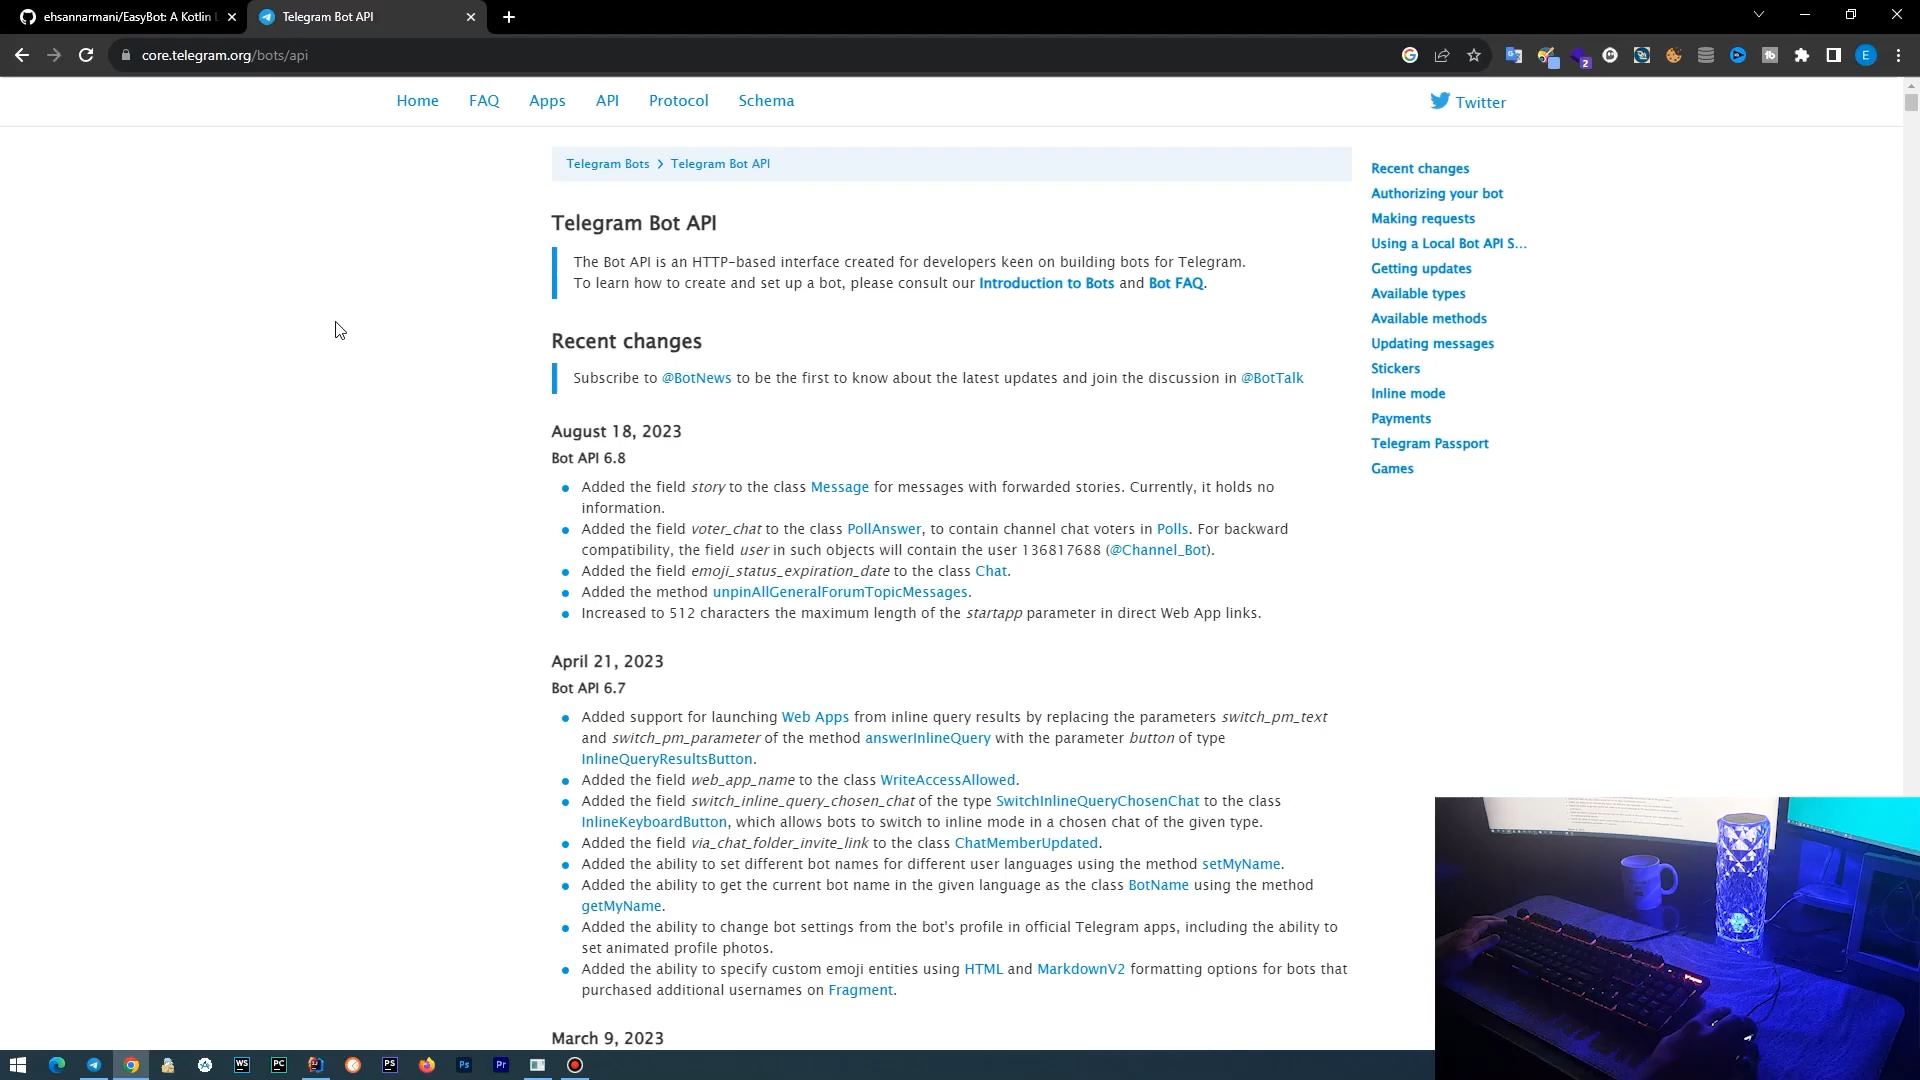 ehsannarmani/EasyBot: A Kotlin L
Telegram Bot API
core.telegram.org/bots/api
2
E
Home FAQ Apps API Protocol Schema
Twitter
Telegram Bots Telegram Bot API
Telegram Bot API
The Bot API is an HTTP-based interface created for developers keen on building bots for Telegram.
To learn how to create and set up a bot, please consult our Introduction to Bots and Bot FAQ.
Recent changes
Subscribe to @BotNews to be the first to know about the latest updates and join the discussion in @BotTalk
August 18, 2023
Bot API 6.8
Added the field story to the class Message for messages with forwarded stories. Currently, it holds no
information.
Added the field voter_chat to the class PollAnswer, to contain channel chat voters in Polls. For backward
compatibility, the field user in such objects will contain the user 136817688 (@Channel_Bot).
Added the field emoji_status_expiration_date to the class Chat.
Added the method unpinAllGeneralForumTopicMessages.
Increased to 512 characters the maximum length of the startapp parameter in direct Web App links.
April 21, 2023
Bot API 6.7
Added support for launching Web Apps from inline query results by replacing the parameters switch_pm_text
and switch_pm_parameter of the method answerInlineQuery with the parameter button of type
InlineQueryResultsButton.
Added the field web_app_name to the class WriteAccessAllowed.
Added the field switch_inline_query_chosen_chat of the type SwitchInlineQueryChosenChat to the class
InlineKeyboardButton, which allows bots to switch to inline mode in a chosen chat of the given type.
Added the field via_chat_folder_invite_link to the class ChatMemberUpdated.
Added the ability to set different bot names for different user languages using the method setMyName.
Added the ability to get the current bot name in the given language as the class BotName using the method
getMyName.
Added the ability to change bot settings from the bot's profile in official Telegram apps, including the ability to
set animated profile photos.
Added the ability to specify custom emoji entities using HTML and MarkdownV2 formatting options for bots that
purchased additional usernames on Fragment.
March 9, 2023
Recent changes
Authorizing your bot
Making requests
Using a Local Bot API S...
Getting updates
Available types
Available methods
Updating messages
Stickers
Inline mode
Payments
Telegram Passport
Games
WS PC PS Ps Pr